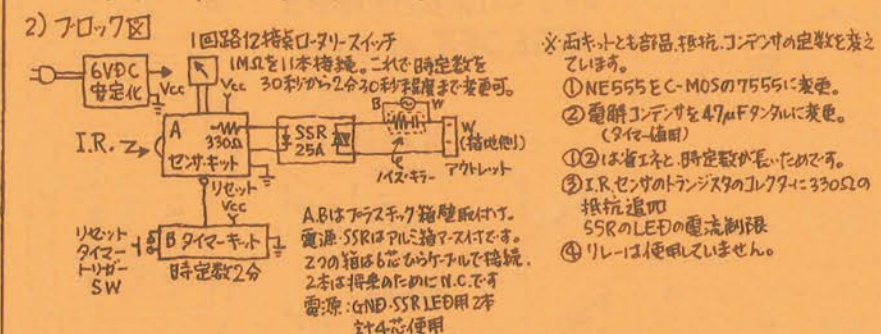 2) ブロック図
1回路12接点ロータリースイッチ
1MΩを11本接続。これで時定数を
30秒から2分30秒程度まで変更可。
6VDC
安定化
Vcc
Vcc
I.R.
A
330Ω
センサ・キット
SSR
25A
B
W
W
(接地側)
ノイズ・キラー
アウトレット
リセット
Vcc
リセット
タイマー
トリガー
SW
Bタイマーキット
時定数2分
A,Bはプラスチック箱壁取付け。
電源・SSRはアルミ箱アース付です。
2つの箱は6芯ひらケーブルで接続。
2本は将来のためにN.C.です
電源:GND・SSR LED用2本
計4芯使用
※両キットとも部品、抵抗、コンデンサの定数を変え
ています。
①NE555をC-MOSの7555に変更。
②電解コンデンサを47μFタンタルに変更。
(タイマー値用)
①②は省エネと、時定数が長いためです。
③I.R.センサのトランジスタのコレクターに330Ωの
抵抗追加
SSRのLEDの電流制限
④リレーは使用していません。